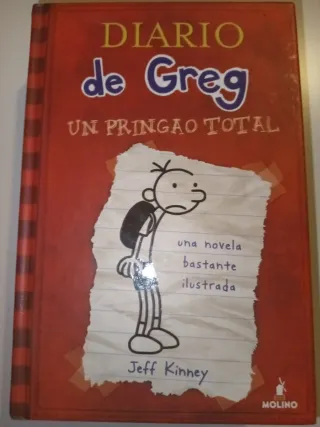 DIARIO
de Greg
UN PRINGAO TOTAL
una novela
bastante
ilustrada
Jeff Kinney
MOLINO